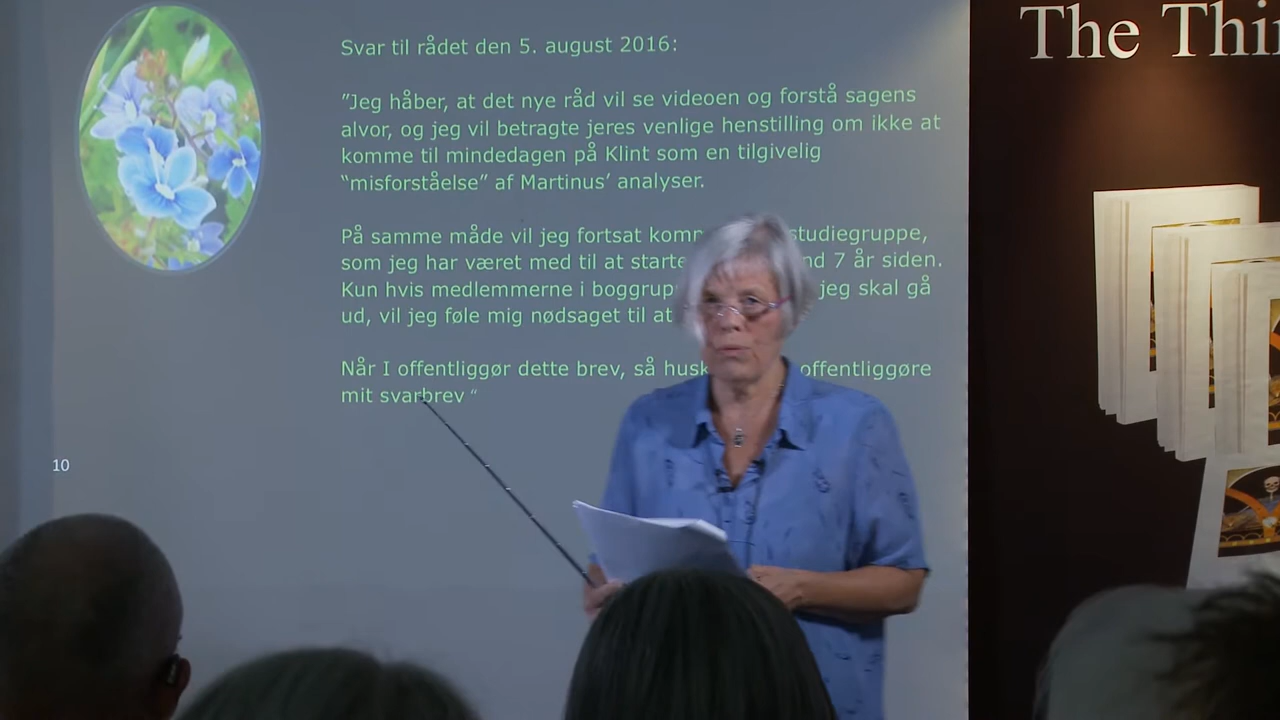 Svar til rådet den 5. august 2016:
”Jeg håber, at det nye råd vil se videoen og forstå sagens
alvor, og jeg vil betragte jeres venlige henstilling om ikke at
komme til mindedagen på Klint som en tilgivelig
“misforståelse” af Martinus’ analyser.
På samme måde vil jeg fortsat studiegruppe,
som jeg har været med til at starte 7 år siden.
Kun hvis medlemmerne i jeg skal gå
ud, vil jeg føle mig nødsaget til at
Når I offentliggør dette brev, så offentliggøre
mit svarbrev “
10
The